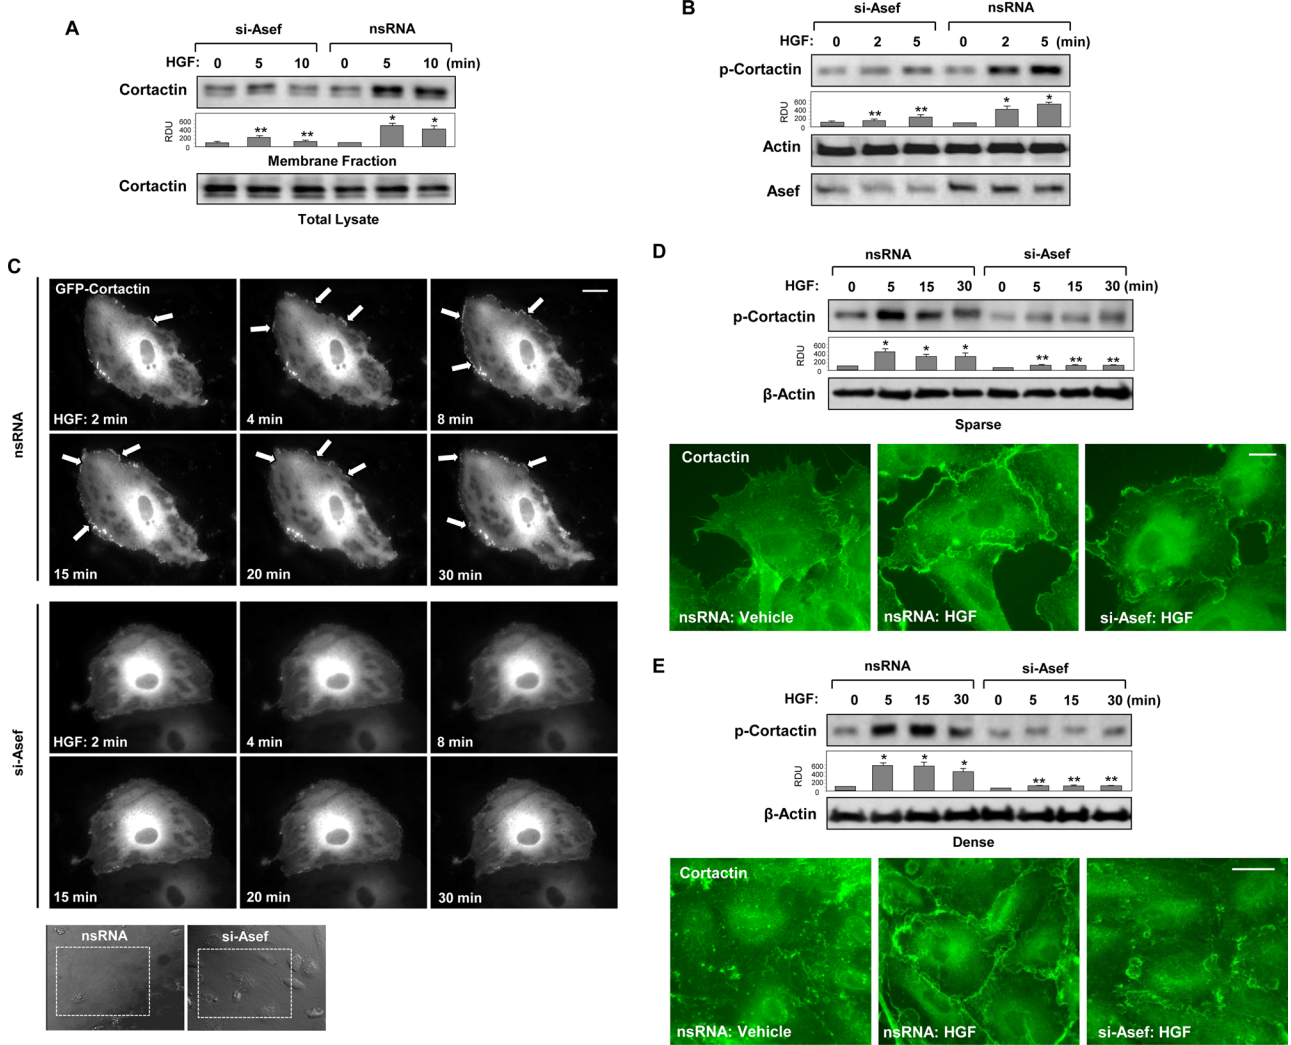 A
si-Asef nsRNA
HGF: 0 5 10 0 5 10 (min)
Cortactin
RDU
600
400
200
0
** ** * *
Membrane Fraction
Cortactin
Total Lysate
B
si-Asef nsRNA
HGF: 0 2 5 0 2 5 (min)
p-Cortactin
RDU
600
400
200
0
** ** * *
Actin
Asef
C
nsRNA
GFP-Cortactin
HGF: 2 min 4 min 8 min
15 min 20 min 30 min
si-Asef
HGF: 2 min 4 min 8 min
15 min 20 min 30 min
nsRNA si-Asef
D
nsRNA si-Asef
HGF: 0 5 15 30 0 5 15 30 (min)
p-Cortactin
RDU
600
400
200
0
* * * ** ** **
β-Actin
Sparse
Cortactin
nsRNA: Vehicle nsRNA: HGF si-Asef: HGF
E
nsRNA si-Asef
HGF: 0 5 15 30 0 5 15 30 (min)
p-Cortactin
RDU
600
400
200
0
* * * ** ** **
β-Actin
Dense
Cortactin
nsRNA: Vehicle nsRNA: HGF si-Asef: HGF